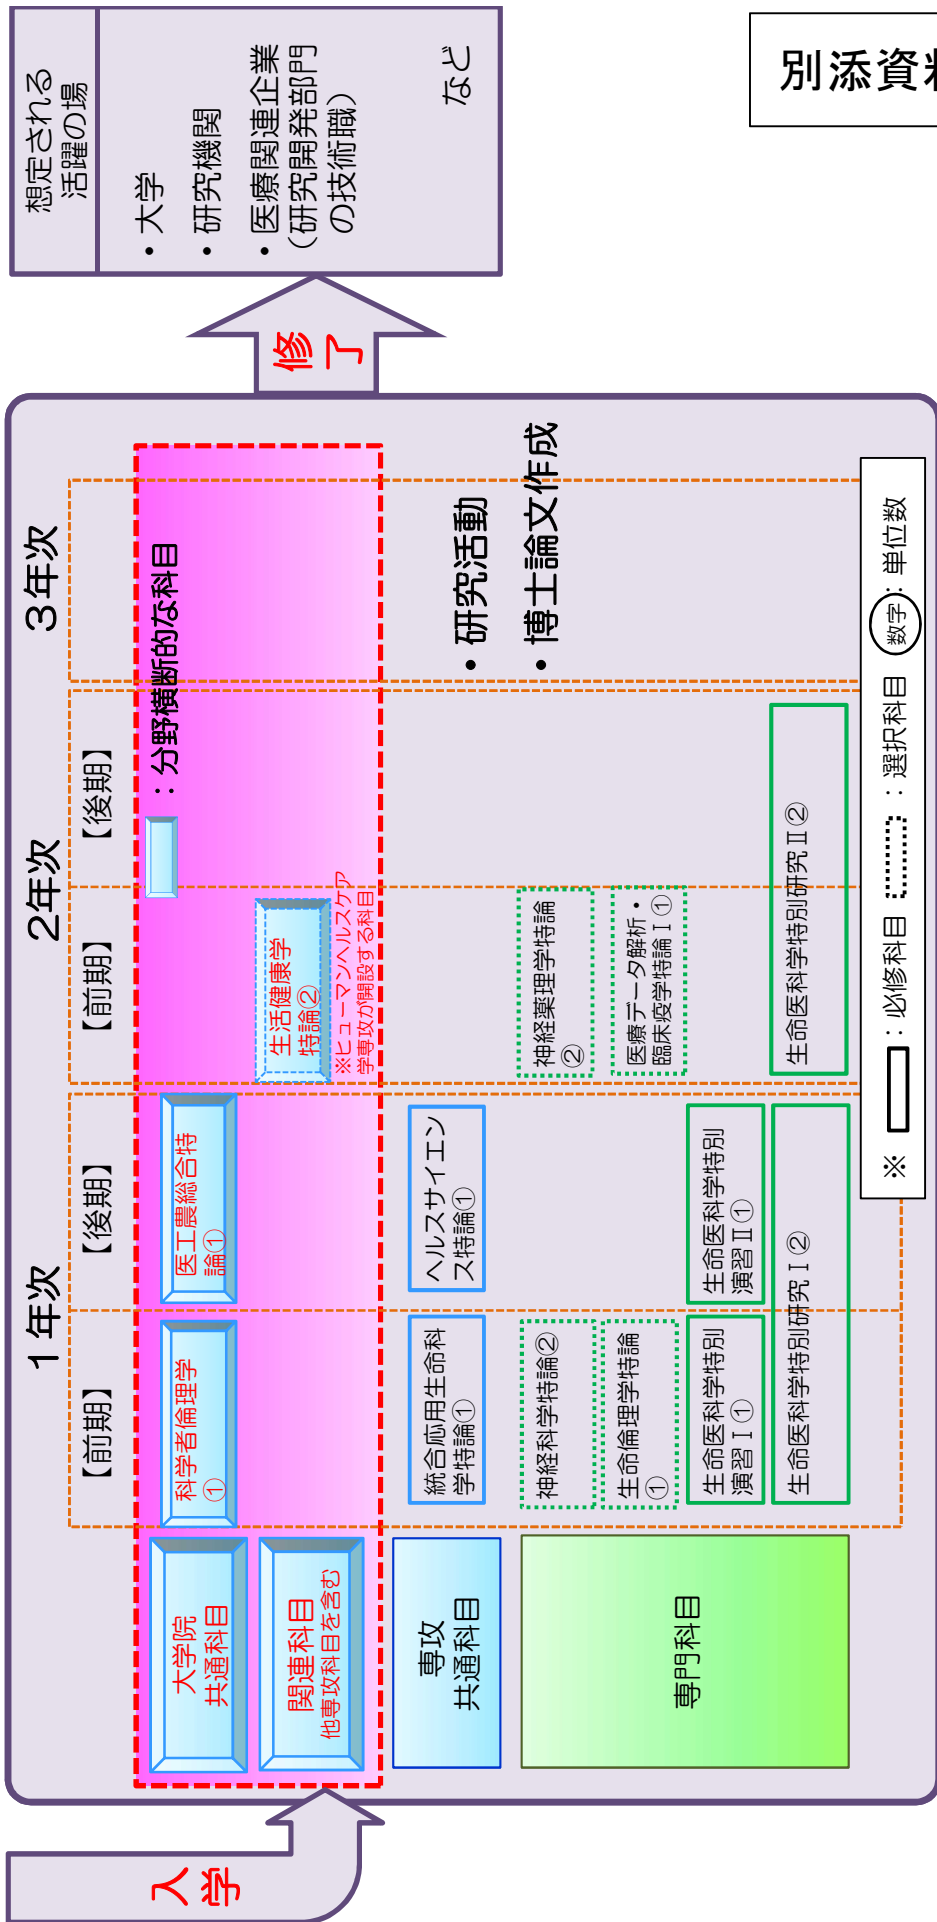 別添資料
入
学
1年次
2年次
3年次
【前期】
【後期】
【前期】
【後期】
大学院
共通科目
科学者倫理学
①
医工農総合特
論①
：分野横断的な科目
関連科目
他専攻科目を含む
生活健康学
特論②
※ヒューマンヘルスケア
学専攻が開設する科目
専攻
共通科目
統合応用生命科
学特論①
ヘルスサイエン
ス特論①
・研究活動
・博士論文作成
専門科目
神経科学特論②
神経薬理学特論
②
生命倫理学特論
①
医療データ解析・
臨床疫学特論Ⅰ①
生命医科学特別
演習Ⅰ①
生命医科学特別
演習Ⅱ①
生命医科学特別研究Ⅰ②
生命医科学特別研究Ⅱ②
※ ：必修科目 ：選択科目 数字：単位数
修
了
想定される
活躍の場
・大学
・研究機関
・医療関連企業
（研究開発部門
の技術職）
など